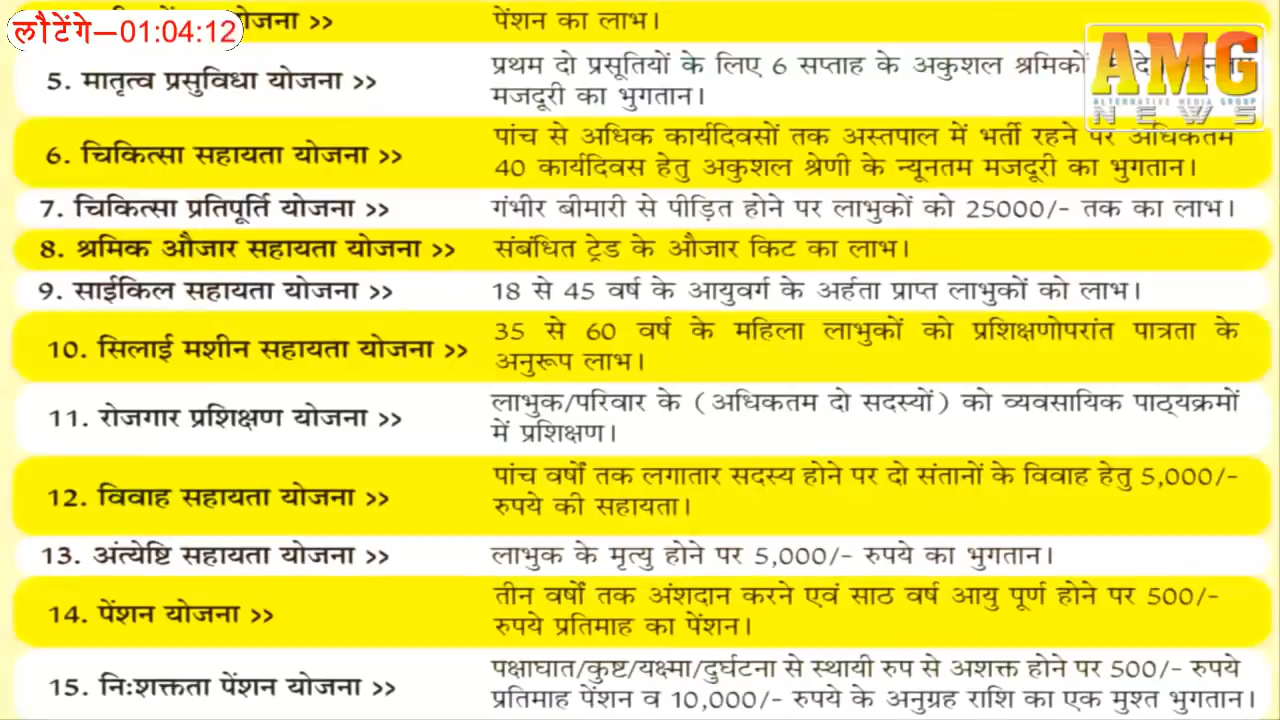 लौटेंगे–01:04:12
योजना >> पेंशन का लाभ।
AMG
ALTERNATIVE MEDIA GROUP
NEWS
5. मातृत्व प्रसुविधा योजना >> प्रथम दो प्रसूतियों के लिए 6 सप्ताह के अकुशल श्रमिकों
मजदूरी का भुगतान।
6. चिकित्सा सहायता योजना >> पांच से अधिक कार्यदिवसों तक अस्तपाल में भर्ती रहने पर अधिकतम
40 कार्यदिवस हेतु अकुशल श्रेणी के न्यूनतम मजदूरी का भुगतान।
7. चिकित्सा प्रतिपूर्ति योजना >> गंभीर बीमारी से पीड़ित होने पर लाभुकों को 25000/- तक का लाभ।
8. श्रमिक औजार सहायता योजना >> संबंधित ट्रेड के औजार किट का लाभ।
9. साईकिल सहायता योजना >> 18 से 45 वर्ष के आयुवर्ग के अर्हता प्राप्त लाभुकों को लाभ।
10. सिलाई मशीन सहायता योजना >> 35 से 60 वर्ष के महिला लाभुकों को प्रशिक्षणोपरांत पात्रता के
अनुरूप लाभ।
11. रोजगार प्रशिक्षण योजना >> लाभुक/परिवार के (अधिकतम दो सदस्यों) को व्यवसायिक पाठ्यक्रमों
में प्रशिक्षण।
12. विवाह सहायता योजना >> पांच वर्षों तक लगातार सदस्य होने पर दो संतानों के विवाह हेतु 5,000/-
रुपये की सहायता।
13. अंत्येष्टि सहायता योजना >> लाभुक के मृत्यु होने पर 5,000/- रुपये का भुगतान।
14. पेंशन योजना >> तीन वर्षों तक अंशदान करने एवं साठ वर्ष आयु पूर्ण होने पर 500/-
रुपये प्रतिमाह का पेंशन।
15. निःशक्तता पेंशन योजना >> पक्षाघात/कुष्ट/यक्ष्मा/दुर्घटना से स्थायी रुप से अशक्त होने पर 500/- रुपये
प्रतिमाह पेंशन व 10,000/- रुपये के अनुग्रह राशि का एक मुश्त भुगतान।